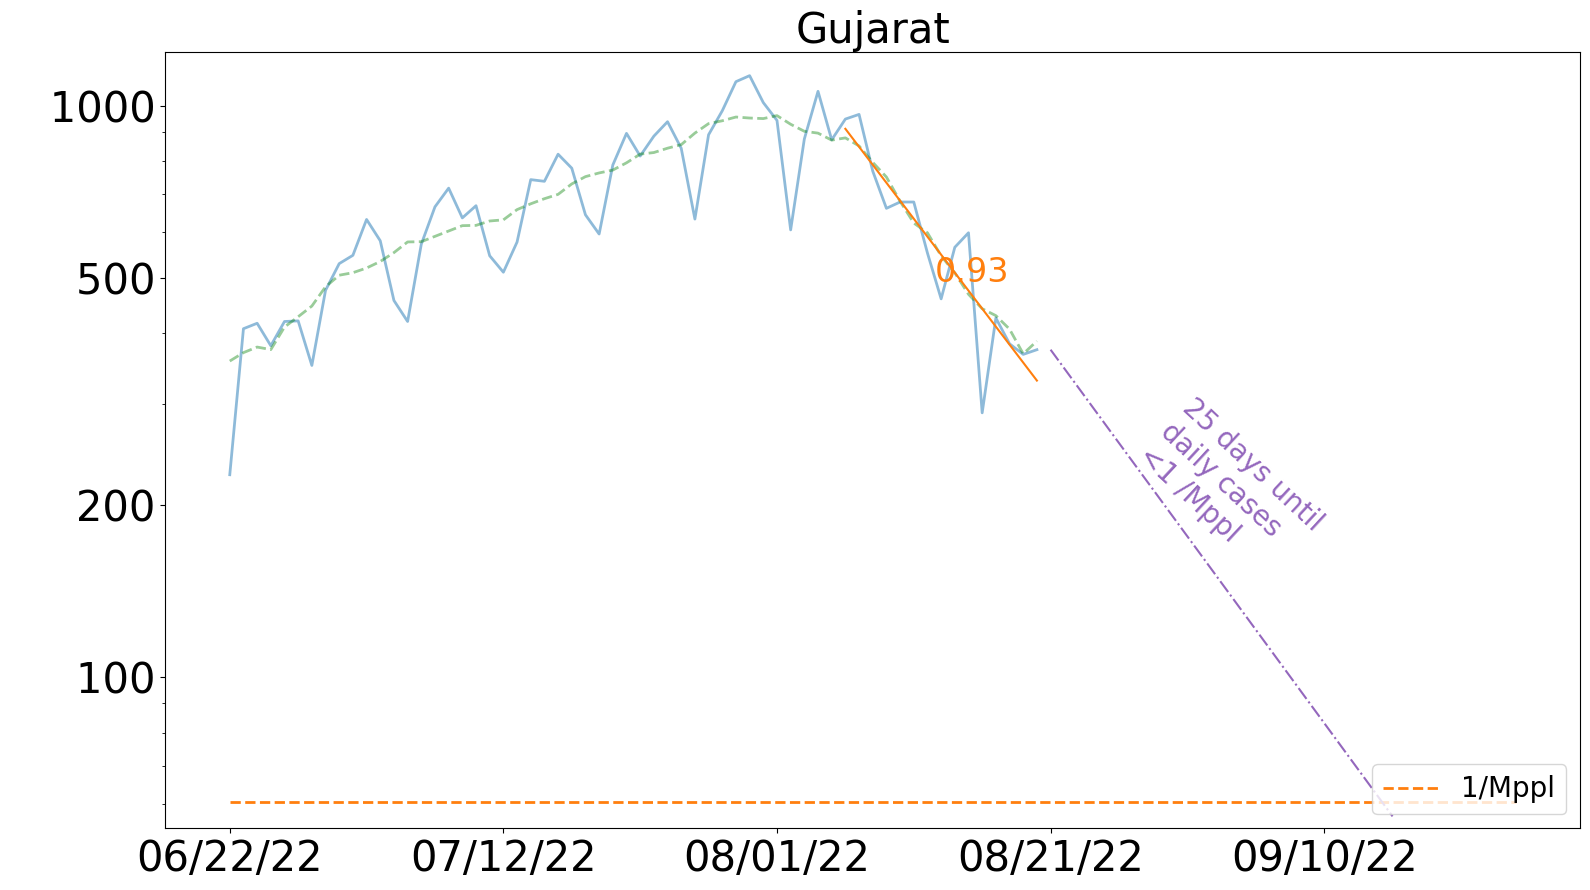 Gujarat
1000
500
200
100
0.93
25 days until
daily cases
<1 /Mppl
1/Mppl
06/22/22
07/12/22
08/01/22
08/21/22
09/10/22